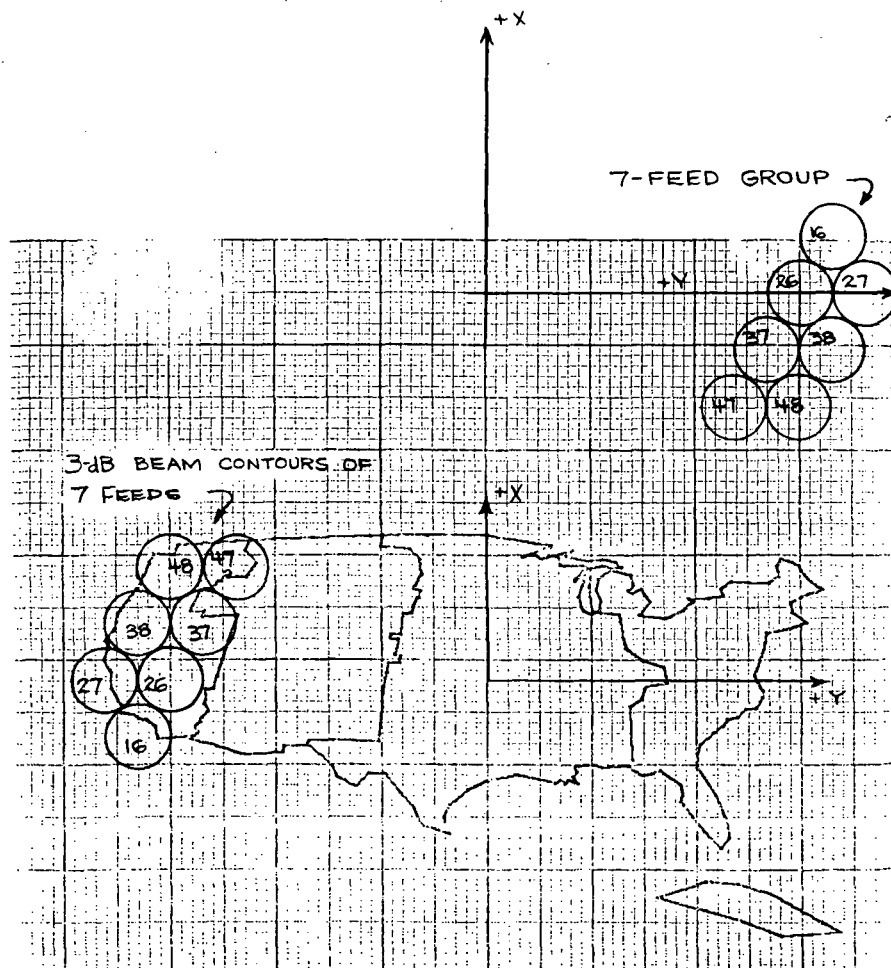 +X
7-FEED GROUP
16
+Y
26
27
37
38
47
48
3-dB BEAM CONTOURS OF
7 FEEDS
+X
48
47
38
37
27
26
+Y
16